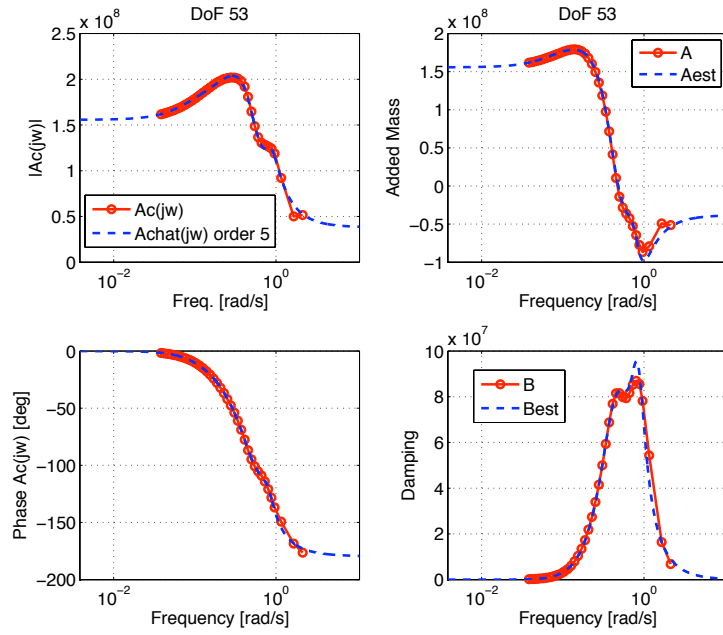 DoF 53
x 10^8
2.5
2
1.5
1
0.5
0
|Ac(jw)|
Ac(jw)
Achat(jw) order 5
10^-2
10^0
Freq. [rad/s]
DoF 53
x 10^8
2
1.5
1
0.5
0
−0.5
−1
Added Mass
A
Aest
10^-2
10^0
Frequency [rad/s]
0
−50
−100
−150
−200
Phase Ac(jw) [deg]
10^-2
10^0
Frequency [rad/s]
x 10^7
10
8
6
4
2
0
Damping
B
Best
10^-2
10^0
Frequency [rad/s]